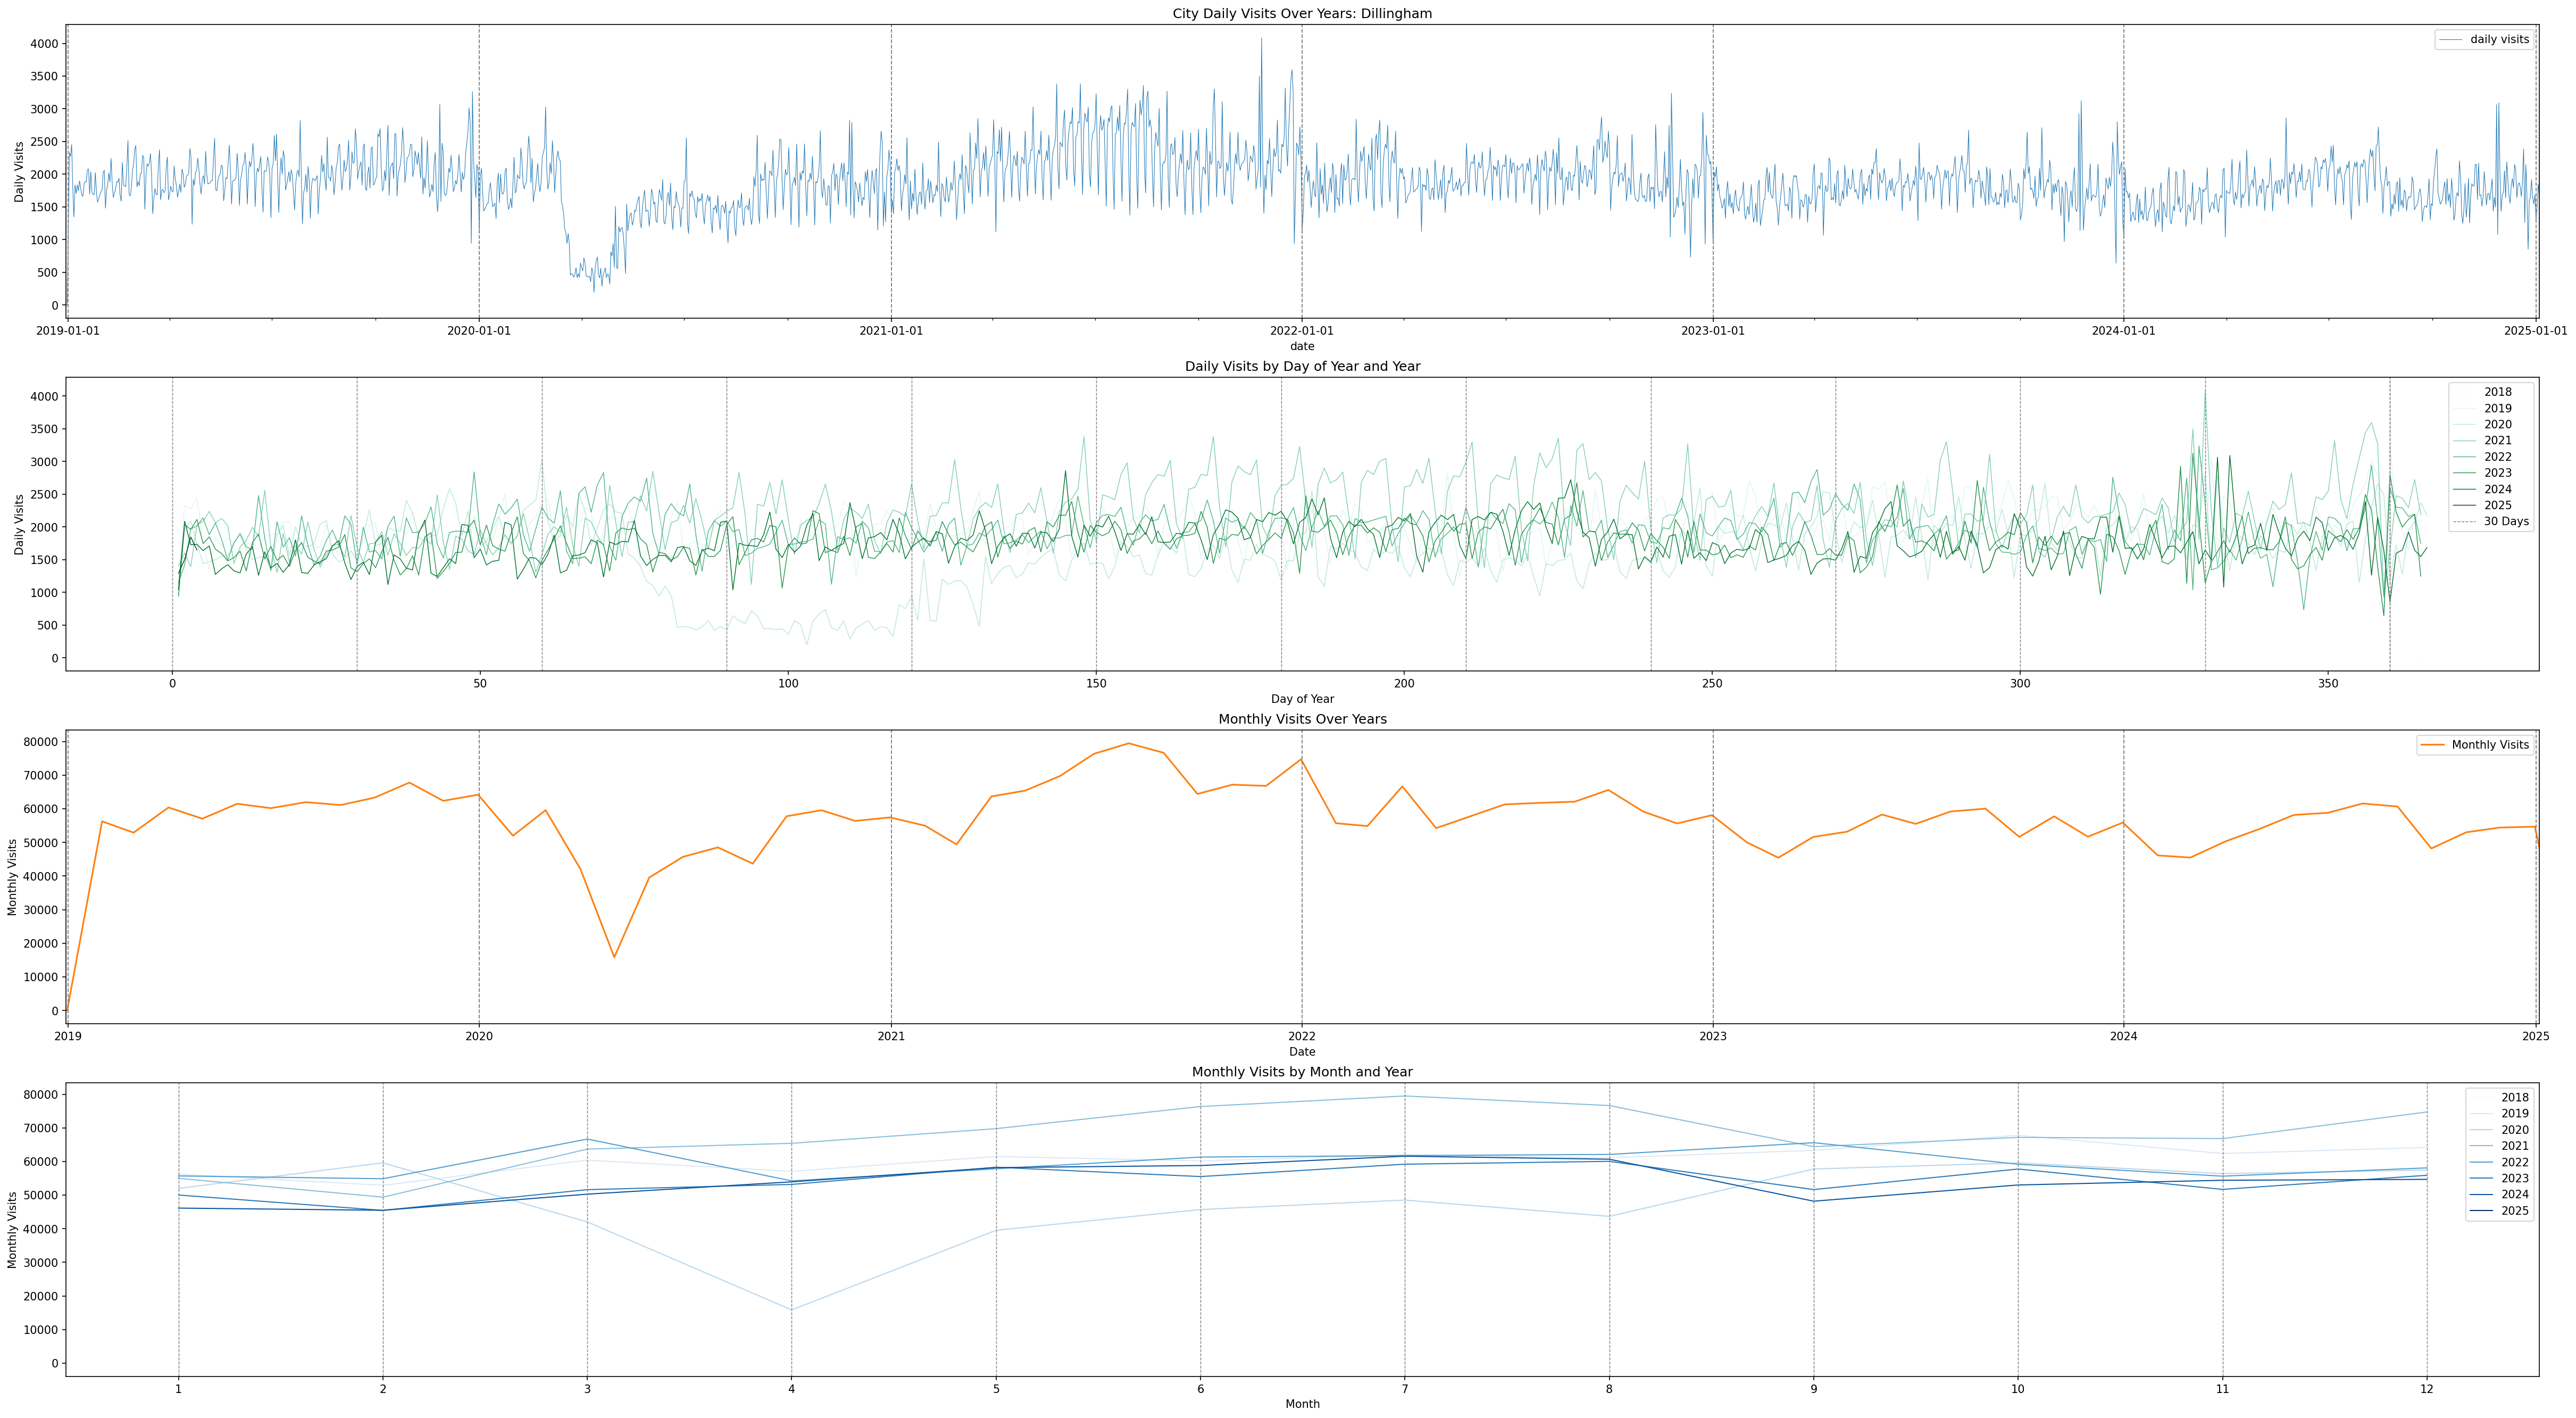 City Daily Visits Over Years: Dillingham
Daily Visits
4000
3500
3000
2500
2000
1500
1000
500
0
daily visits
2019-01-01 2020-01-01 2021-01-01 2022-01-01 2023-01-01 2024-01-01 2025-01-01
date
Daily Visits by Day of Year and Year
Daily Visits
4000
3500
3000
2500
2000
1500
1000
500
0
2018
2019
2020
2021
2022
2023
2024
2025
30 Days
0 50 100 150 200 250 300 350
Day of Year
Monthly Visits Over Years
Monthly Visits
80000
70000
60000
50000
40000
30000
20000
10000
0
Monthly Visits
2019 2020 2021 2022 2023 2024 2025
Date
Monthly Visits by Month and Year
Monthly Visits
80000
70000
60000
50000
40000
30000
20000
10000
0
2018
2019
2020
2021
2022
2023
2024
2025
1 2 3 4 5 6 7 8 9 10 11 12
Month